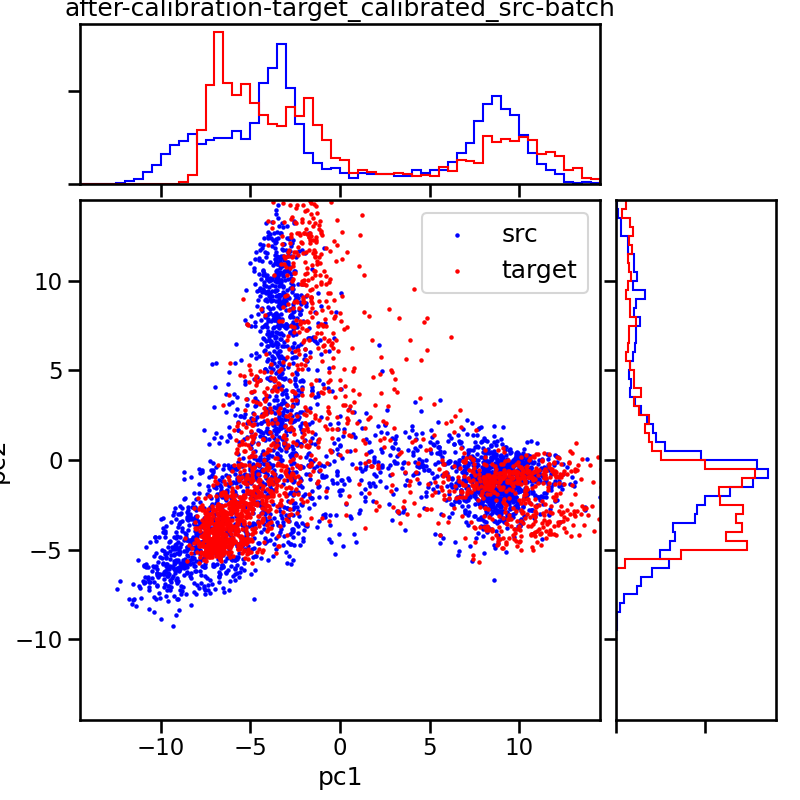 after-calibration-target_calibrated_src-batch
src
target
10
5
0
−5
−10
pc2
−10
−5
0
5
10
pc1